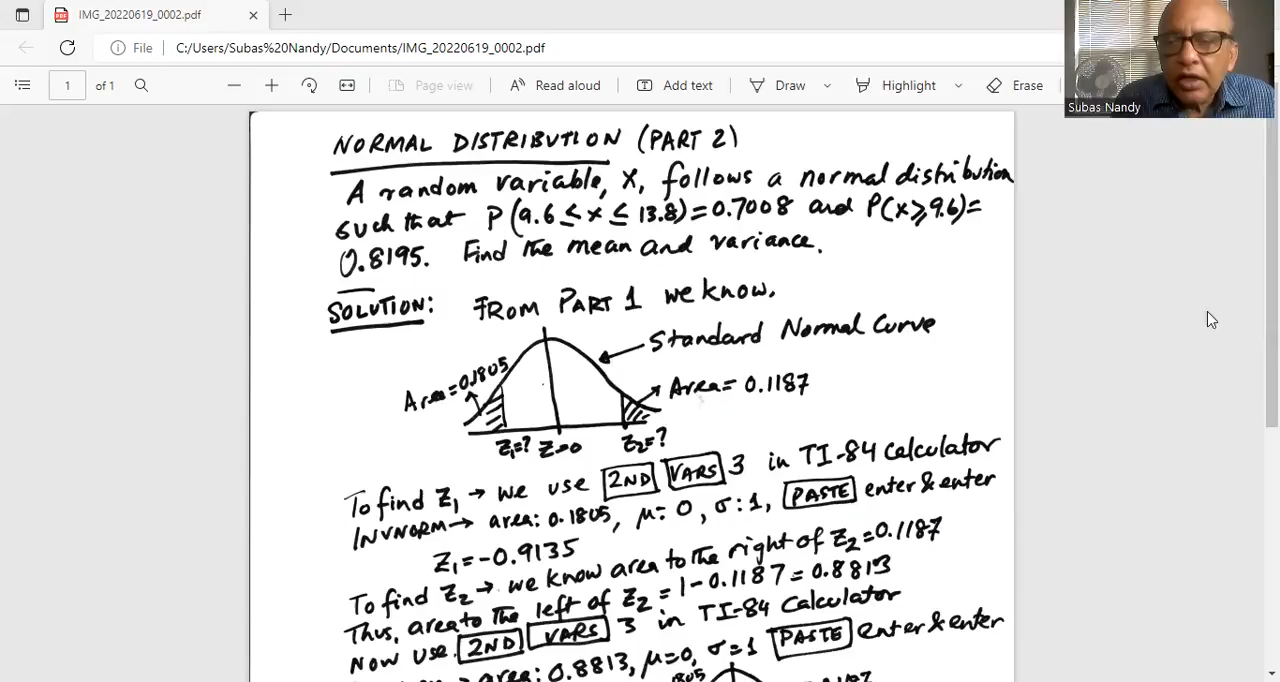 IMG_20220619_0002.pdf
File C:/Users/Subas%20Nandy/Documents/IMG_20220619_0002.pdf
1 of 1 Page view Read aloud Add text Draw Highlight Erase
Subas Nandy
NORMAL DISTRIBUTION (PART 2)
A random variable, X, follows a normal distribution
such that P(9.6 ≤ x ≤ 13.8) = 0.7008 and P(x ≥ 9.6) =
0.8195. Find the mean and variance.
SOLUTION: FROM PART 1 we know.
Standard Normal Curve
Area = 0.1805
Area = 0.1187
Z1=? Z=0 Z2=?
To find Z1 → we use 2ND VARS 3 in TI-84 Calculator
INVNORM → area: 0.1805, μ: 0, σ: 1, PASTE enter & enter
Z1 = -0.9135
To find Z2 → we know area to the right of Z2 = 0.1187
Thus, area to the left of Z2 = 1 - 0.1187 = 0.8813
Now use 2ND VARS 3 in TI-84 Calculator
area: 0.8813, μ=0, σ=1 PASTE enter & enter